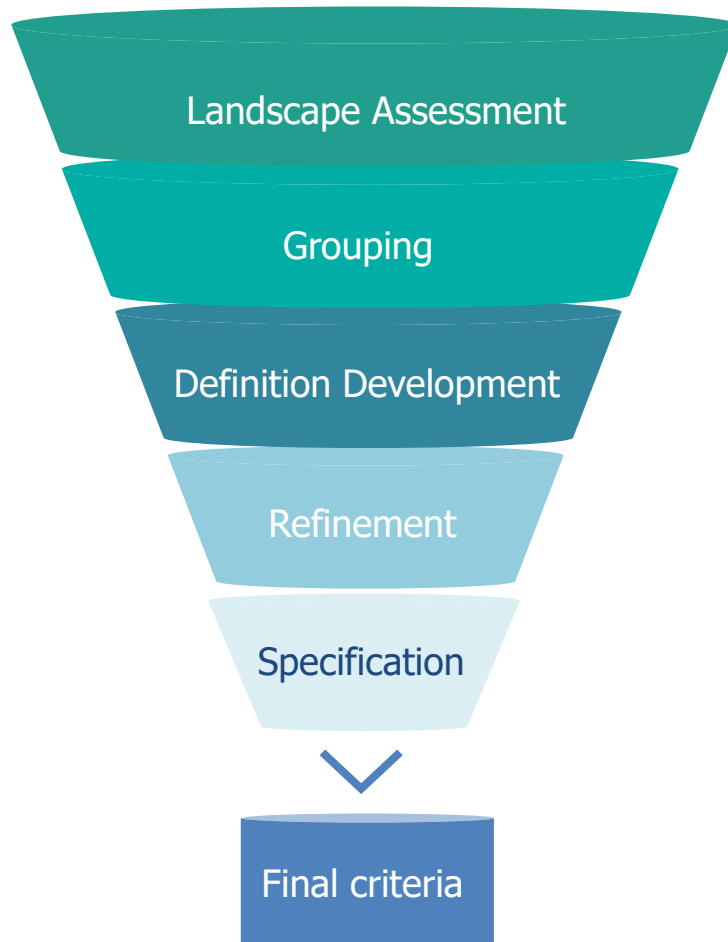 Landscape Assessment
Grouping
Definition Development
Refinement
Specification
Final criteria